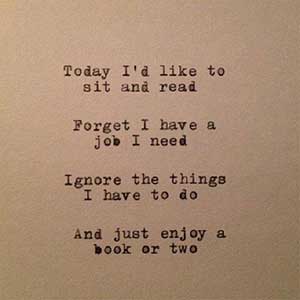 Today I'd like to
sit and read
Forget I have a
job I need
Ignore the things
I have to do
And just enjoy a
book or two